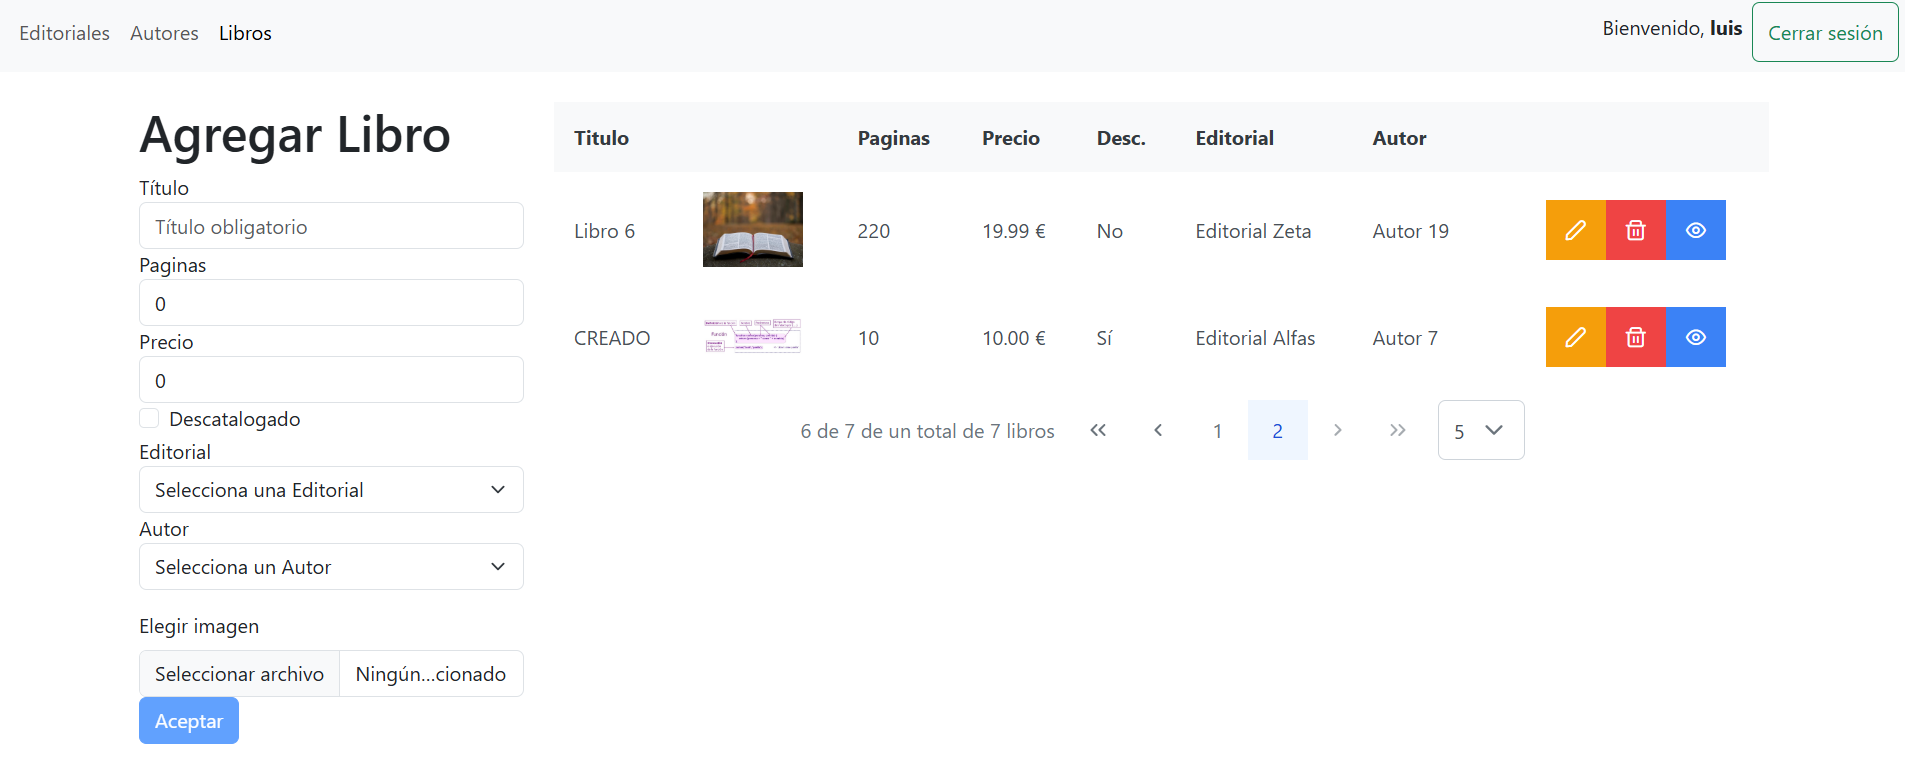 Editoriales Autores Libros Bienvenido, luis Cerrar sesión
Agregar Libro
Título
Título obligatorio
Paginas
0
Precio
0
Descatalogado
Editorial
Selecciona una Editorial
Autor
Selecciona un Autor
Elegir imagen
Seleccionar archivo Ningún...cionado
Aceptar
Titulo Paginas Precio Desc. Editorial Autor
Libro 6 220 19.99 € No Editorial Zeta Autor 19
CREADO 10 10.00 € Sí Editorial Alfas Autor 7
6 de 7 de un total de 7 libros 1 2 5